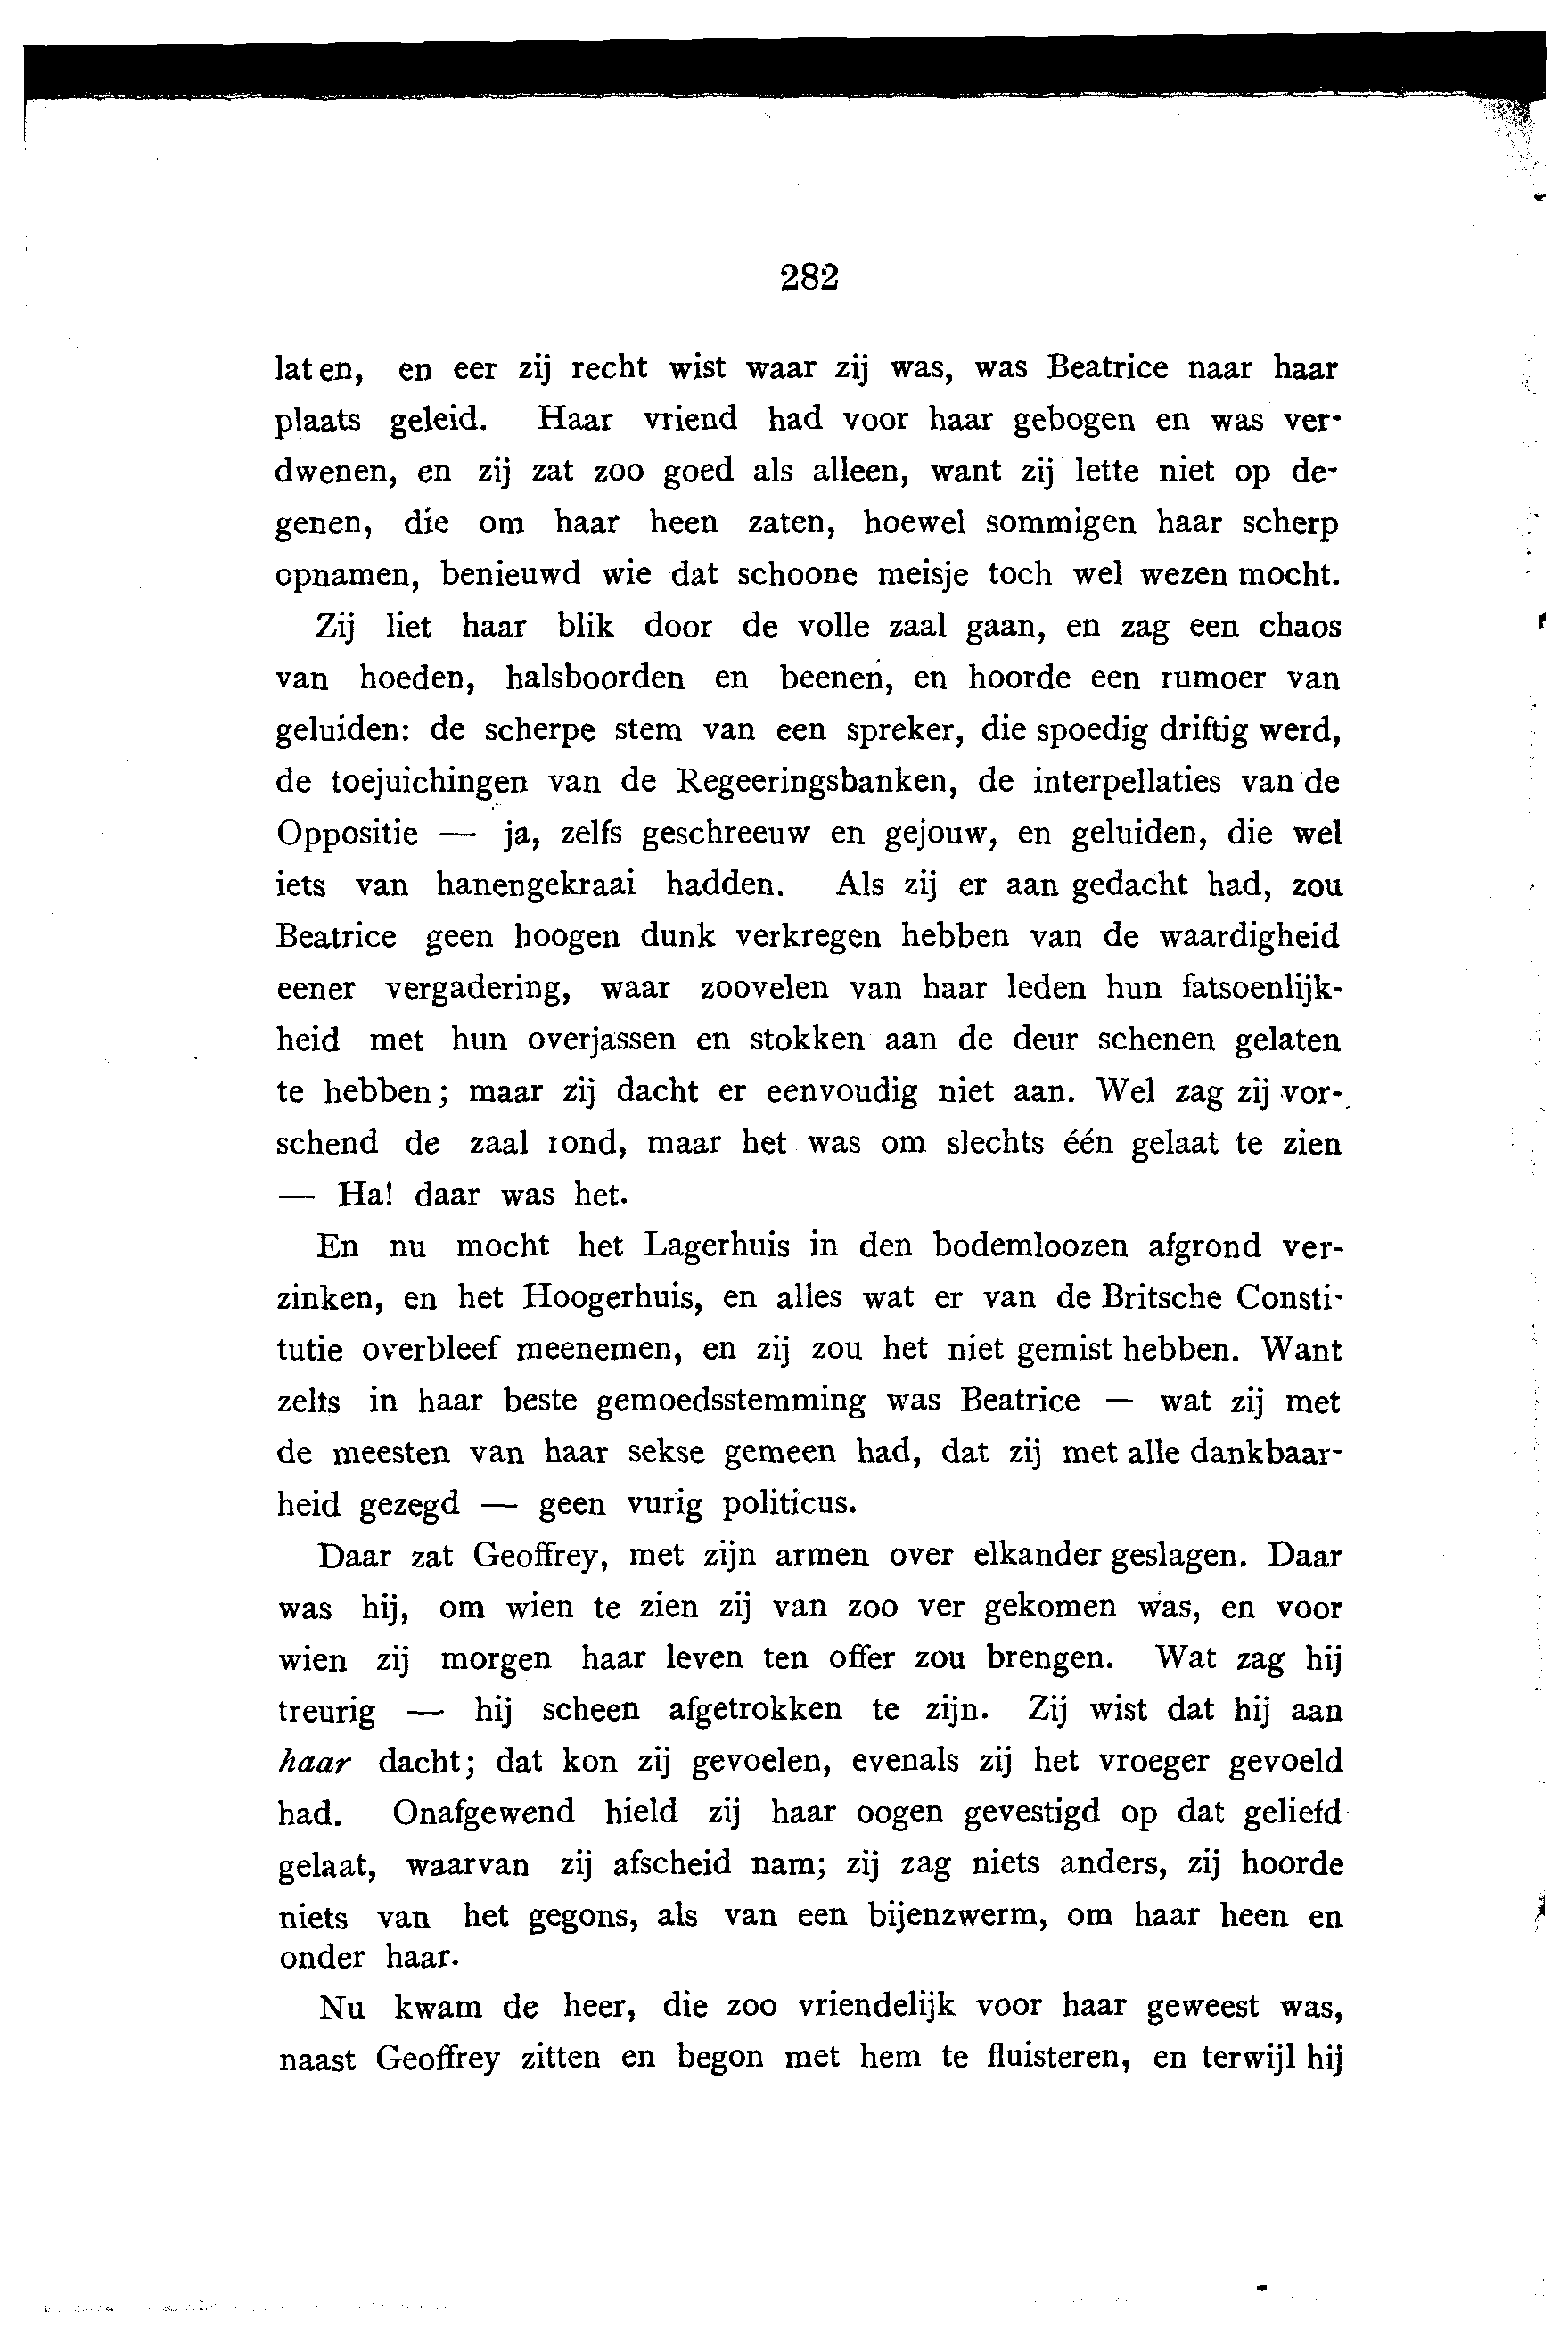 282
laten, en eer zij recht wist waar zij was, was Beatrice naar haar
plaats geleid. Haar vriend had voor haar gebogen en was ver-
dwenen, en zij zat zoo goed als alleen, want zij lette niet op de-
genen, die om haar heen zaten, hoewel sommigen haar scherp
opnamen, benieuwd wie dat schoone meisje toch wel wezen mocht.
Zij liet haar blik door de volle zaal gaan, en zag een chaos
van hoeden, halsboorden en beenen, en hoorde een rumoer van
geluiden: de scherpe stem van een spreker, die spoedig driftig werd,
de toejuichingen van de Regeeringsbanken, de interpellaties van de
Oppositie — ja, zelfs geschreeuw en gejouw, en geluiden, die wel
iets van hanengekraai hadden. Als zij er aan gedacht had, zou
Beatrice geen hoogen dunk verkregen hebben van de waardigheid
eener vergadering, waar zoovelen van haar leden hun fatsoenlijk-
heid met hun overjassen en stokken aan de deur schenen gelaten
te hebben; maar zij dacht er eenvoudig niet aan. Wel zag zij vor-
schend de zaal rond, maar het was om slechts één gelaat te zien
— Ha! daar was het.
En nu mocht het Lagerhuis in den bodemloozen afgrond ver-
zinken, en het Hoogerhuis, en alles wat er van de Britsche Consti-
tutie overbleef meenemen, en zij zou het niet gemist hebben. Want
zelfs in haar beste gemoedsstemming was Beatrice — wat zij met
de meesten van haar sekse gemeen had, dat zij met alle dankbaar-
heid gezegd — geen vurig politicus.
Daar zat Geoffrey, met zijn armen over elkander geslagen. Daar
was hij, om wien te zien zij van zoo ver gekomen was, en voor
wien zij morgen haar leven ten offer zou brengen. Wat zag hij
treurig — hij scheen afgetrokken te zijn. Zij wist dat hij aan
haar dacht; dat kon zij gevoelen, evenals zij het vroeger gevoeld
had. Onafgewend hield zij haar oogen gevestigd op dat geliefd
gelaat, waarvan zij afscheid nam; zij zag niets anders, zij hoorde
niets van het gegons, als van een bijenzwerm, om haar heen en
onder haar.
Nu kwam de heer, die zoo vriendelijk voor haar geweest was,
naast Geoffrey zitten en begon met hem te fluisteren, en terwijl hij